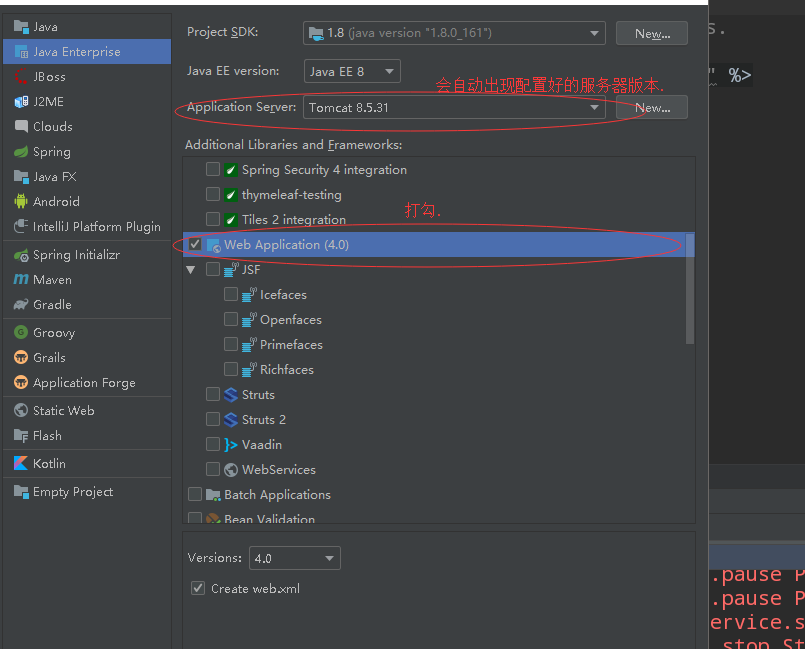 Java
Java Enterprise
JBoss
J2ME
Clouds
Spring
Java FX
Android
IntelliJ Platform Plugin
Spring Initializr
Maven
Gradle
Groovy
Grails
Application Forge
Static Web
Flash
Kotlin
Empty Project
Project SDK: 1.8 (java version "1.8.0_161") New...
Java EE version: Java EE 8
会自动出现配置好的服务器版本.
Application Server: Tomcat 8.5.31 New...
Additional Libraries and Frameworks:
Spring Security 4 integration
thymeleaf-testing
Tiles 2 integration
打勾.
Web Application (4.0)
JSF
Icefaces
Openfaces
Primefaces
Richfaces
Struts
Struts 2
Vaadin
WebServices
Batch Applications
Bean Validation
Versions: 4.0
Create web.xml
s.
" %>
.pause P
.pause P
ervice.s
.stop St